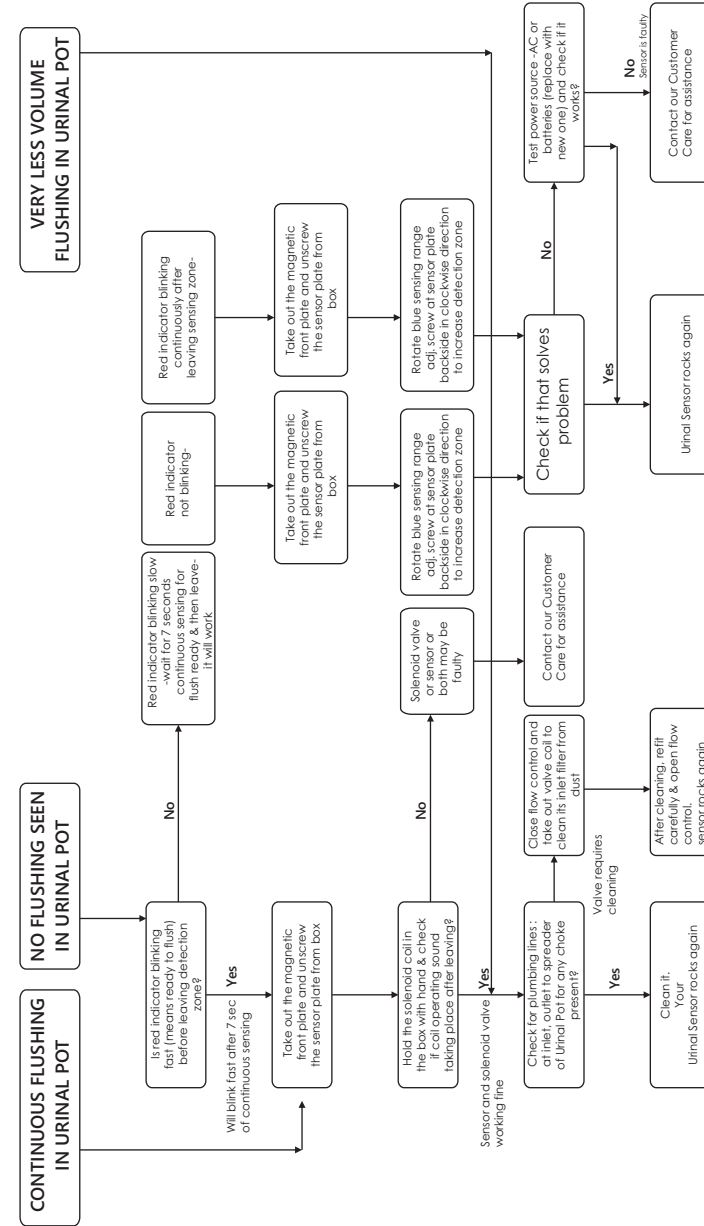 CONTINUOUS FLUSHING
IN URINAL POT
NO FLUSHING SEEN
IN URINAL POT
VERY LESS VOLUME
FLUSHING IN URINAL POT
Is red indicator blinking
fast (means ready to flush)
before leaving detection
zone?
No
Red indicator blinking slow
-wait for 7 seconds
continuous sensing for
flush ready & then leave-
it will work
Red indicator
not blinking-
Red indicator blinking
continuously after
leaving sensing zone-
Yes
Will blink fast after 7 sec
of continuous sensing
Take out the magnetic
front plate and unscrew
the sensor plate from box
Take out the magnetic
front plate and unscrew
the sensor plate from
box
Take out the magnetic
front plate and unscrew
the sensor plate from
box
Hold the solenoid coil in
the box with hand & check
if coil operating sound
taking place after leaving?
No
Solenoid valve
or sensor or
both may be
faulty
Rotate blue sensing range
adj. screw at sensor plate
backside in clockwise direction
to increase detection zone
Rotate blue sensing range
adj. screw at sensor plate
backside in clockwise direction
to increase detection zone
Yes
Sensor and solenoid valve
working fine
Check for plumbing lines :
at inlet, outlet to spreader
of Urinal Pot for any choke
present?
Valve requires
cleaning
Close flow control and
take out valve coil to
clean its inlet filter from
dust
Contact our Customer
Care for assistance
Check if that solves
problem
No
Test power source -AC or
batteries (replace with
new one) and check if it
works?
Yes
Yes
No
Sensor is faulty
Clean it.
Your
Urinal Sensor rocks again
After cleaning, refit
carefully & open flow
control.
sensor rocks again
Urinal Sensor rocks again
Contact our Customer
Care for assistance